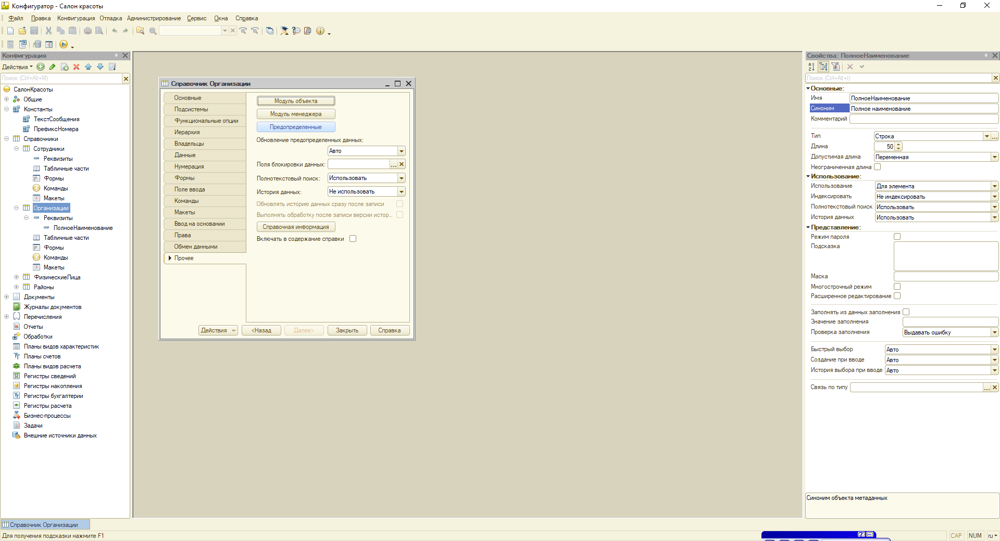 Конфигуратор - Салон красоты
Файл Правка Конфигурация Отладка Администрирование Сервис Окна Справка
Конфигурация
Действия
Поиск (Ctrl+Alt+M)
СалонКрасоты
Общие
Константы
ТекстСообщения
ПрефиксНомера
Справочники
Сотрудники
Реквизиты
Табличные части
Формы
Команды
Макеты
Организации
Реквизиты
ПолноеНаименование
Табличные части
Формы
Команды
Макеты
ФизическиеЛица
Районы
Документы
Журналы документов
Перечисления
Отчеты
Обработки
Планы видов характеристик
Планы счетов
Планы видов расчета
Регистры сведений
Регистры накопления
Регистры бухгалтерии
Регистры расчета
Бизнес-процессы
Задачи
Внешние источники данных
Справочник Организации
Основные
Подсистемы
Функциональные опции
Иерархия
Владельцы
Данные
Нумерация
Формы
Поле ввода
Команды
Макеты
Ввод на основании
Права
Обмен данными
Прочее
Модуль объекта
Модуль менеджера
Предопределенные
Обновление предопределенных данных:
Авто
Поля блокировки данных:
Полнотекстовый поиск: Использовать
История данных: Не использовать
Обновлять историю данных сразу после записи
Выполнять обработку после записи версии истор...
Справочная информация
Включать в содержание справки
Действия <Назад Далее> Закрыть Справка
Свойства: ПолноеНаименование
Поиск (Ctrl+Alt+I)
Основные:
Имя ПолноеНаименование
Синоним Полное наименование
Комментарий
Тип Строка
Длина 50
Допустимая длина Переменная
Неограниченная длина
Использование:
Использование Для элемента
Индексировать Не индексировать
Полнотекстовый поиск Использовать
История данных Использовать
Представление:
Режим пароля
Подсказка
Маска
Многострочный режим
Расширенное редактирование
Заполнять из данных заполнения
Значение заполнения
Проверка заполнения Выдавать ошибку
Быстрый выбор Авто
Создание при вводе Авто
История выбора при вводе Авто
Связь по типу
Синоним объекта метаданных
Справочник Организации
Для получения подсказки нажмите F1
CAP NUM ru